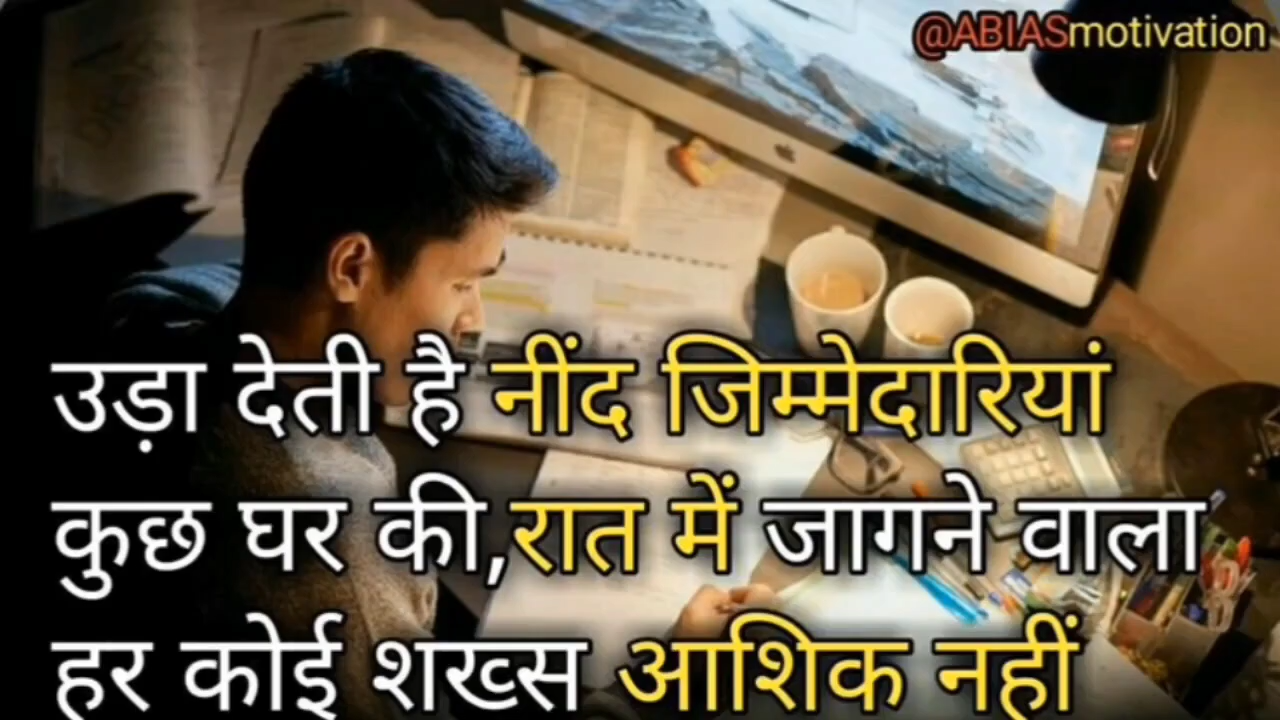 @ABIASmotivation
उड़ा देती है नींद जिम्मेदारियां
कुछ घर की,रात में जागने वाला
हर कोई शख्स आशिक नहीं